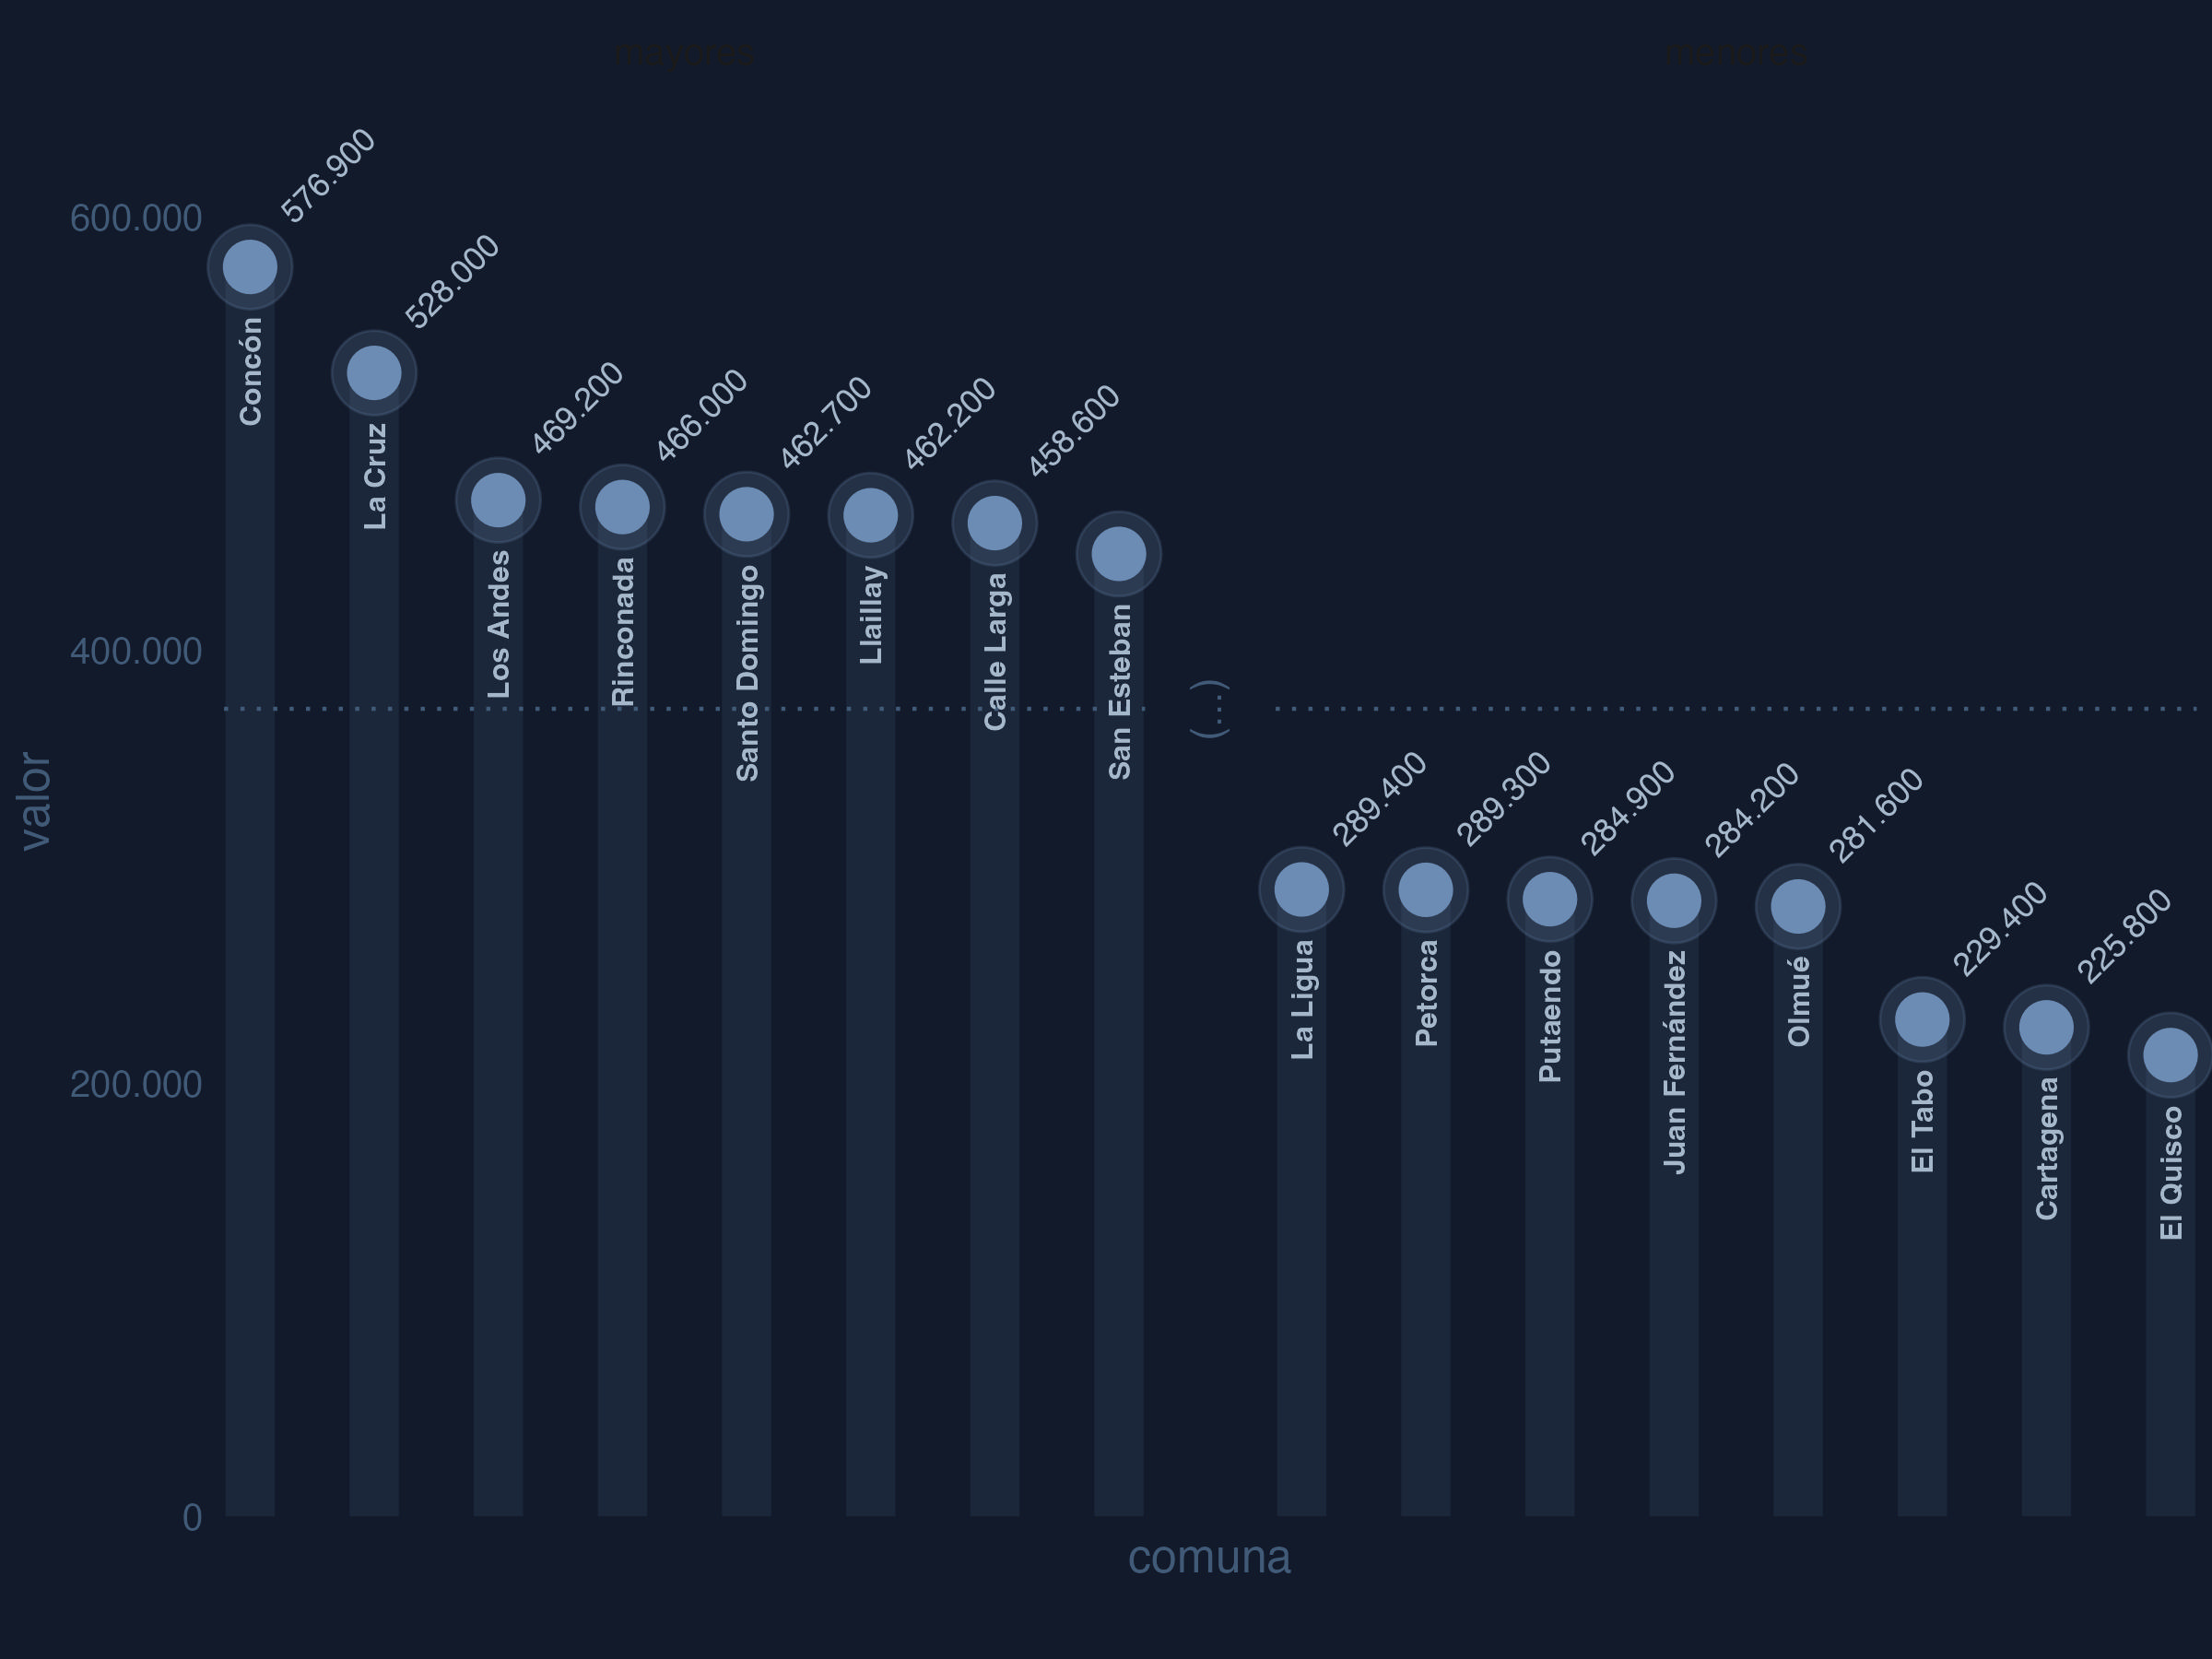 mayores
menores
600.000
400.000
200.000
0
valor
576.900
528.000
469.200
466.000
462.700
462.200
458.600
Concón
La Cruz
Los Andes
Rinconada
Santo Domingo
Llaillay
Calle Larga
San Esteban
(...)
289.400
289.300
284.900
284.200
281.600
229.400
225.800
La Ligua
Petorca
Putaendo
Juan Fernández
Olmué
El Tabo
Cartagena
El Quisco
comuna